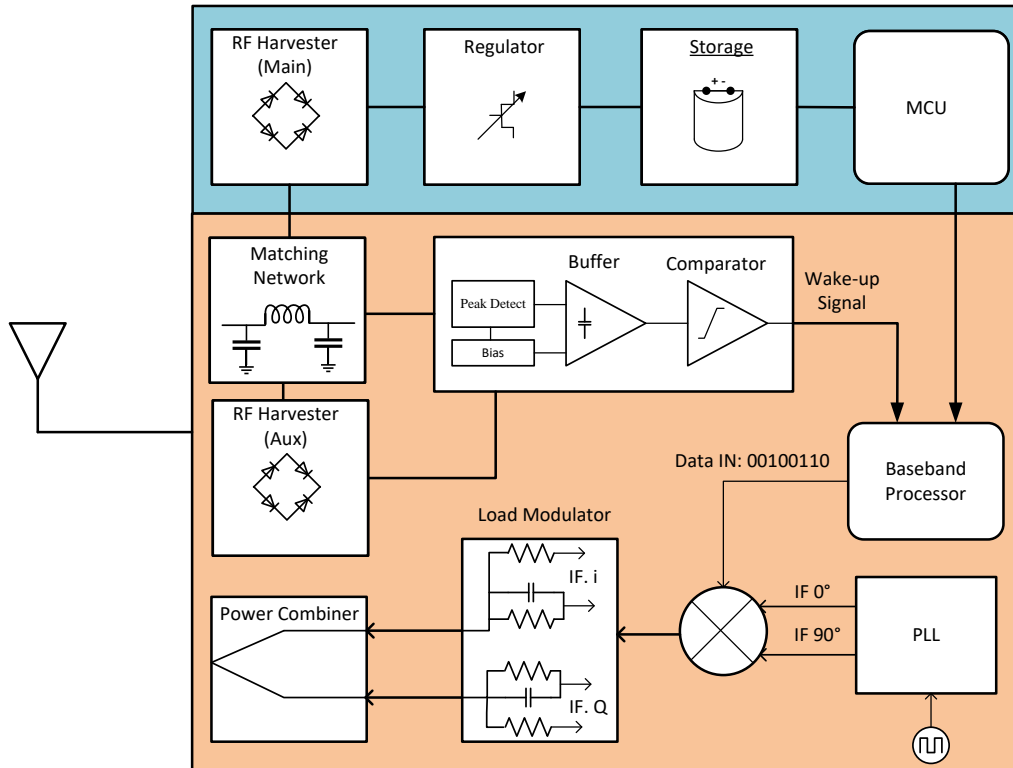 RF Harvester
(Main)
Regulator
Storage
+ -
MCU
Matching
Network
Buffer
Comparator
Peak Detect
Bias
Wake-up
Signal
RF Harvester
(Aux)
Data IN: 00100110
Baseband
Processor
Load Modulator
IF. i
IF. Q
Power Combiner
IF 0°
IF 90°
PLL